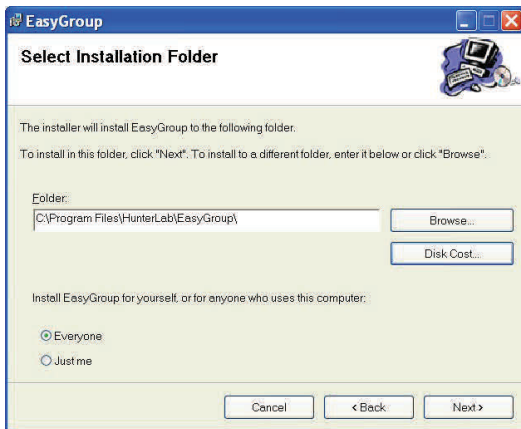 EasyGroup
Select Installation Folder
The installer will install EasyGroup to the following folder.
To install in this folder, click "Next". To install to a different folder, enter it below or click "Browse".
Folder:
C:\Program Files\HunterLab\EasyGroup\
Browse...
Disk Cost...
Install EasyGroup for yourself, or for anyone who uses this computer:
Everyone
Just me
Cancel
< Back
Next >